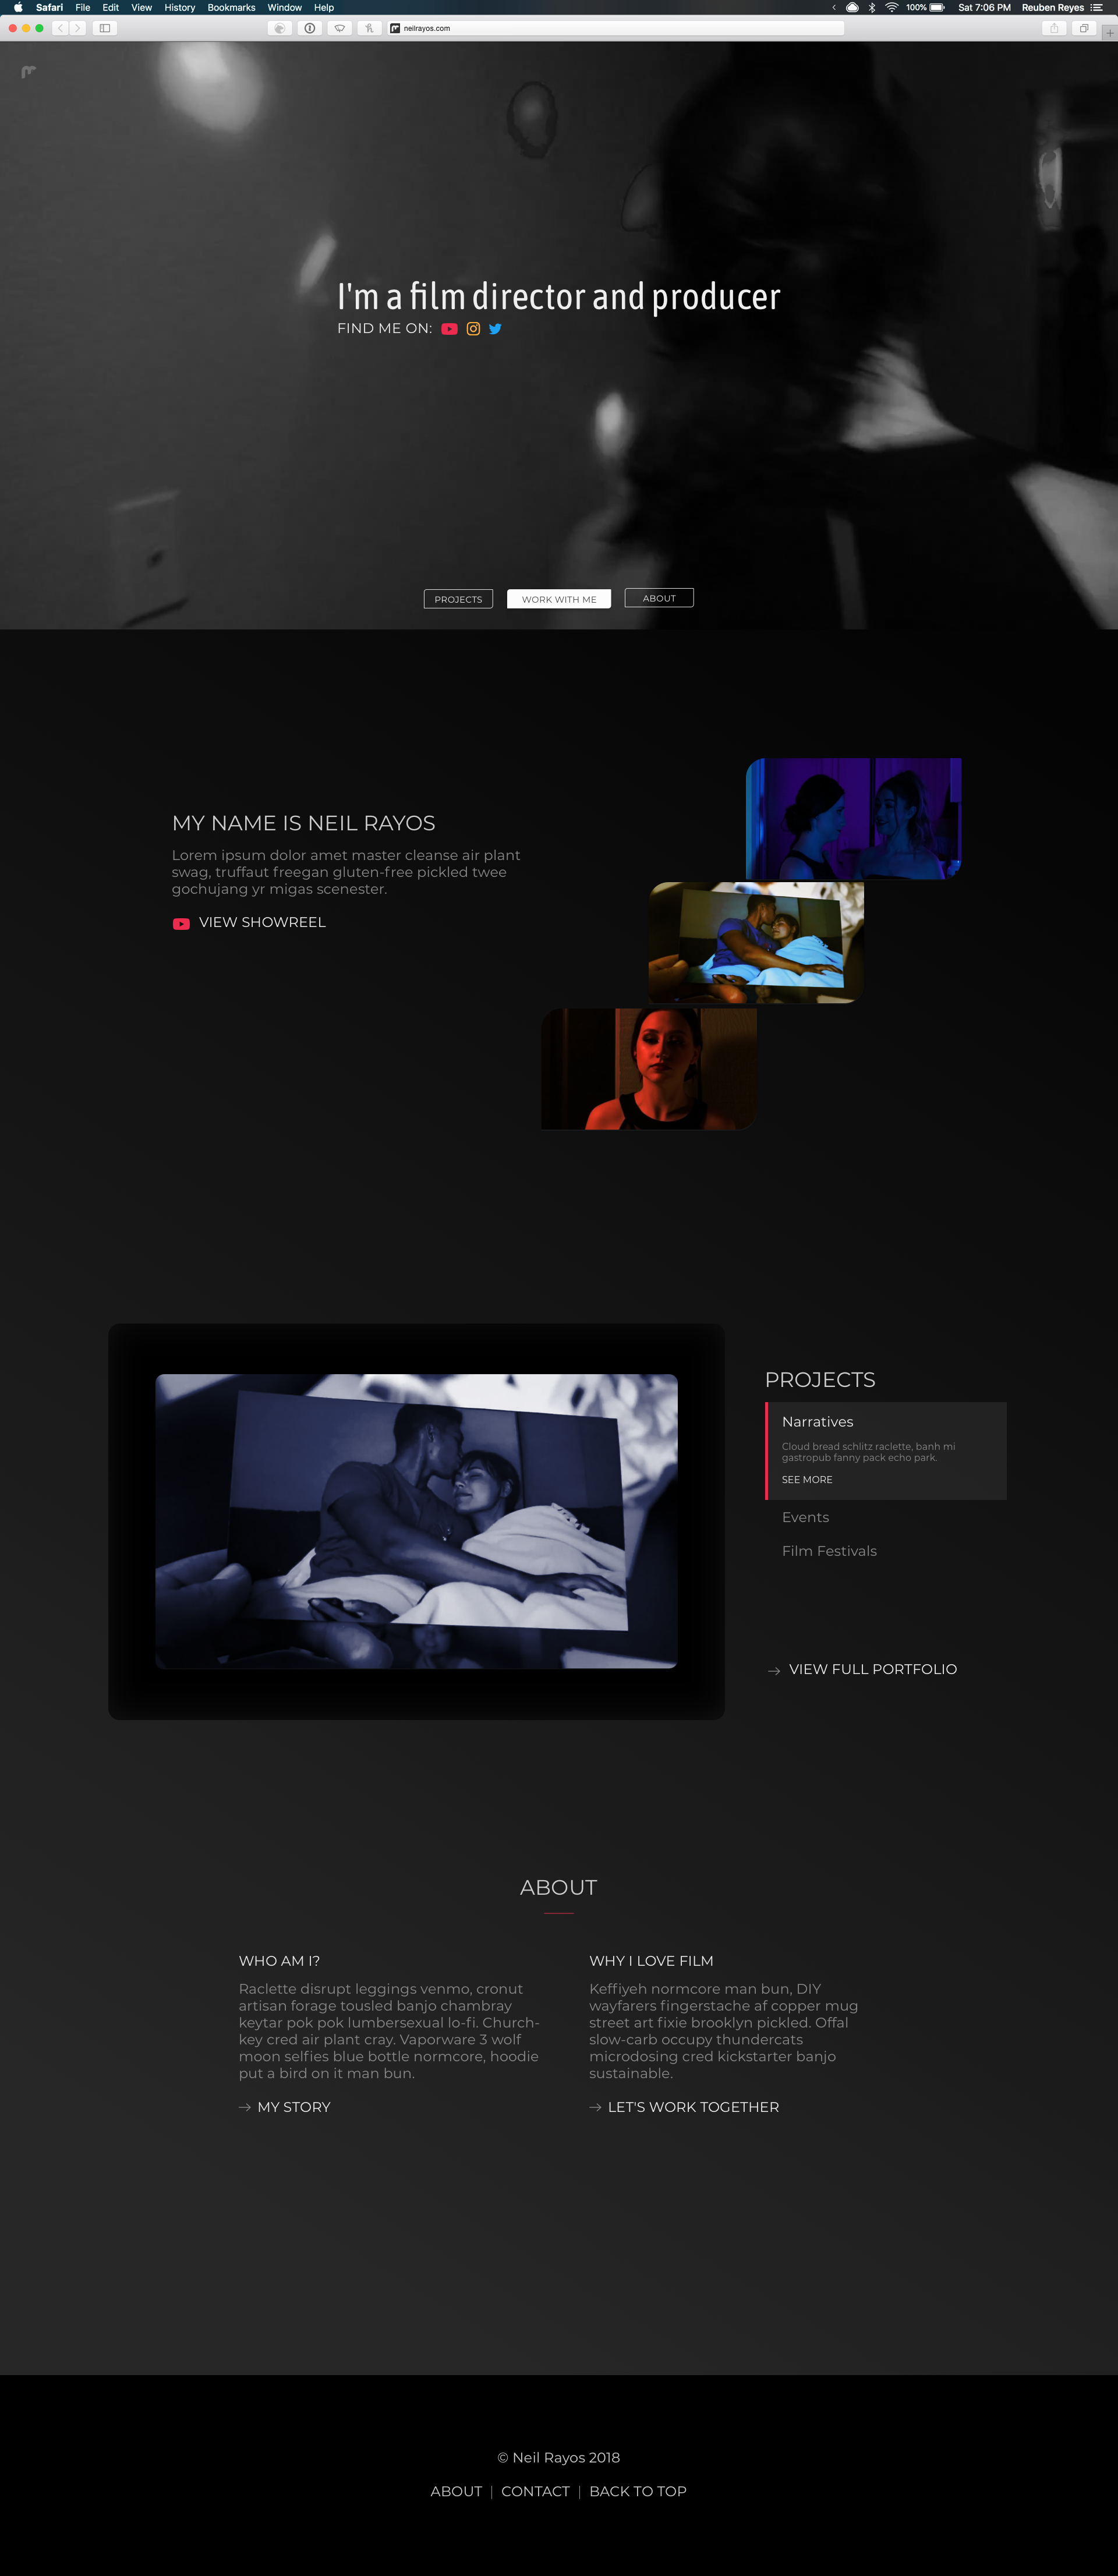 Safari File Edit View History Bookmarks Window Help 100% Sat 7:06 PM Reuben Reyes
neilrayos.com
I'm a film director and producer
FIND ME ON:
PROJECTS WORK WITH ME ABOUT
MY NAME IS NEIL RAYOS
Lorem ipsum dolor amet master cleanse air plant
swag, truffaut freegan gluten-free pickled twee
gochujang yr migas scenester.
VIEW SHOWREEL
PROJECTS
Narratives
Cloud bread schlitz raclette, banh mi
gastropub fanny pack echo park.
SEE MORE
Events
Film Festivals
VIEW FULL PORTFOLIO
ABOUT
WHO AM I?
Raclette disrupt leggings venmo, cronut
artisan forage tousled banjo chambray
keytar pok pok lumbersexual lo-fi. Church-
key cred air plant cray. Vaporware 3 wolf
moon selfies blue bottle normcore, hoodie
put a bird on it man bun.
MY STORY
WHY I LOVE FILM
Keffiyeh normcore man bun, DIY
wayfarers fingerstache af copper mug
street art fixie brooklyn pickled. Offal
slow-carb occupy thundercats
microdosing cred kickstarter banjo
sustainable.
LET'S WORK TOGETHER
© Neil Rayos 2018
ABOUT | CONTACT | BACK TO TOP